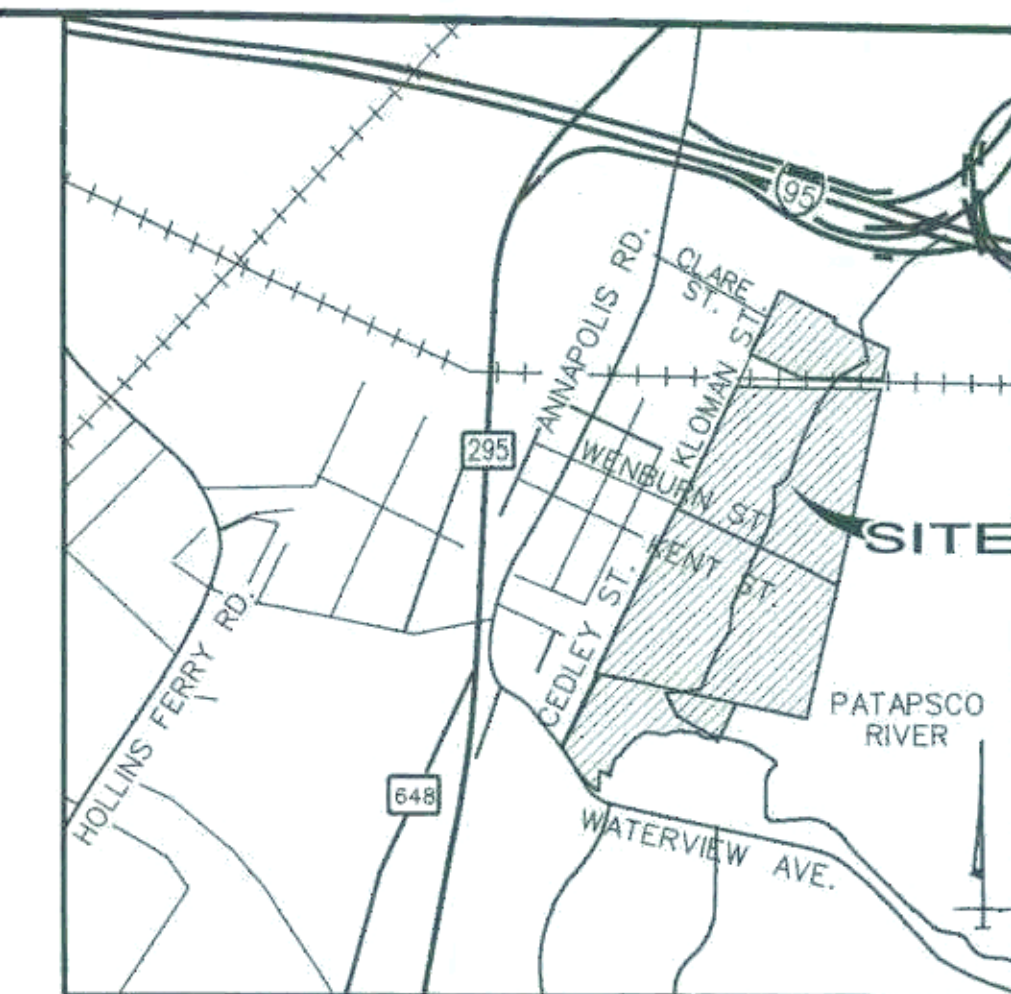 95
CLARE
ST.
ANNAPOLIS RD.
KLOMAN ST.
295
WENBURN ST.
SITE
KENT ST.
CEDLEY ST.
HOLLINS FERRY RD.
PATAPSCO
RIVER
648
WATERVIEW AVE.